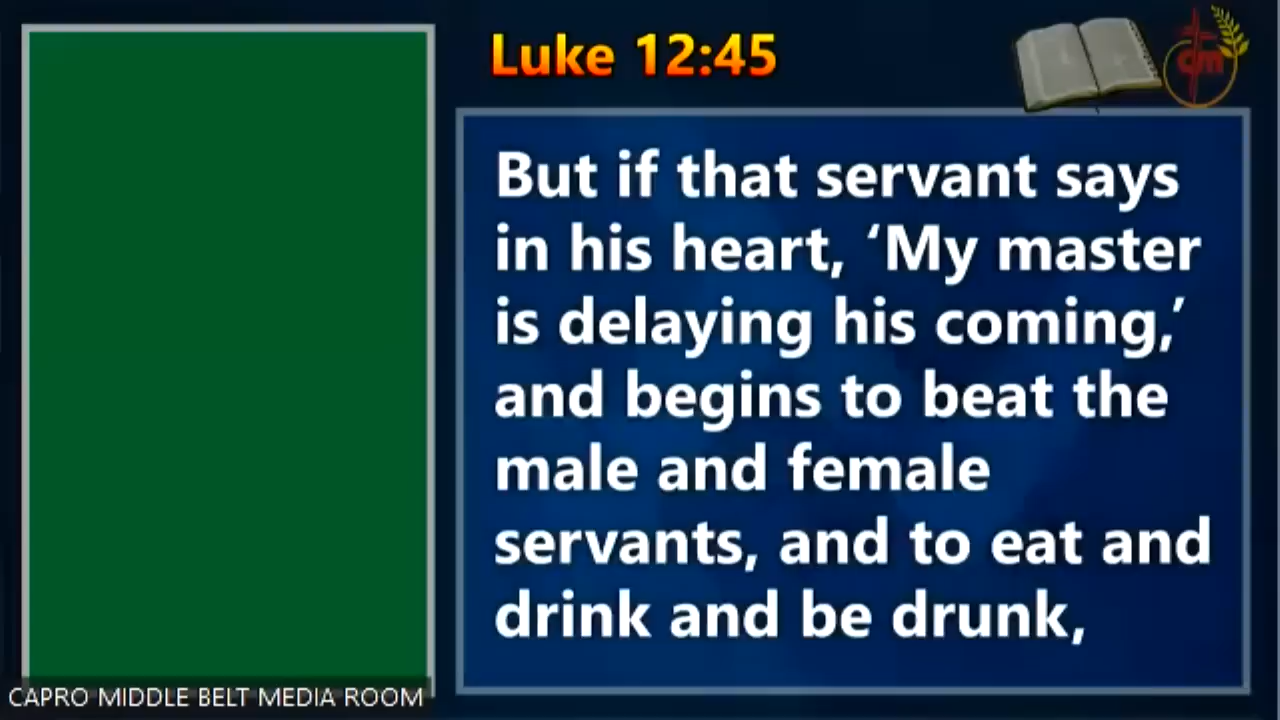 Luke 12:45
cm
But if that servant says
in his heart, ‘My master
is delaying his coming,’
and begins to beat the
male and female
servants, and to eat and
drink and be drunk,
CAPRO MIDDLE BELT MEDIA ROOM